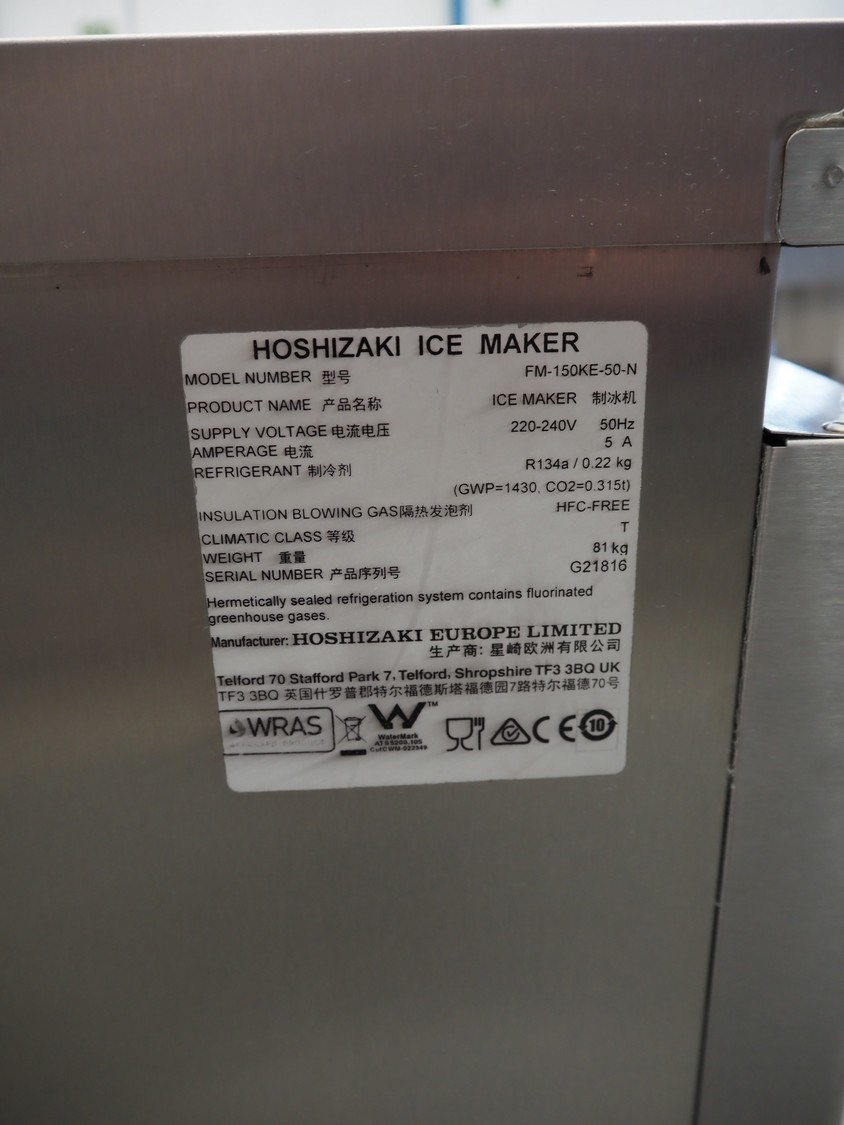 HOSHIZAKI ICE MAKER
MODEL NUMBER 型号 FM-150KE-50-N
PRODUCT NAME 产品名称 ICE MAKER 制冰机
SUPPLY VOLTAGE 电流电压 220-240V 50Hz
AMPERAGE 电流 5 A
REFRIGERANT 制冷剂 R134a / 0.22 kg
(GWP=1430, CO2=0.315t)
INSULATION BLOWING GAS隔热发泡剂 HFC-FREE
CLIMATIC CLASS 等级 T
WEIGHT 重量 81 kg
SERIAL NUMBER 产品序列号 G21816
Hermetically sealed refrigeration system contains fluorinated
greenhouse gases.
Manufacturer: HOSHIZAKI EUROPE LIMITED
生产商: 星崎欧洲有限公司
Telford 70 Stafford Park 7, Telford, Shropshire TF3 3BQ UK
TF3 3BQ 英国什罗普郡特尔福德斯塔福德园7路特尔福德70号
WRAS
APPROVED PRODUCT
W TM
WaterMark
CE
10